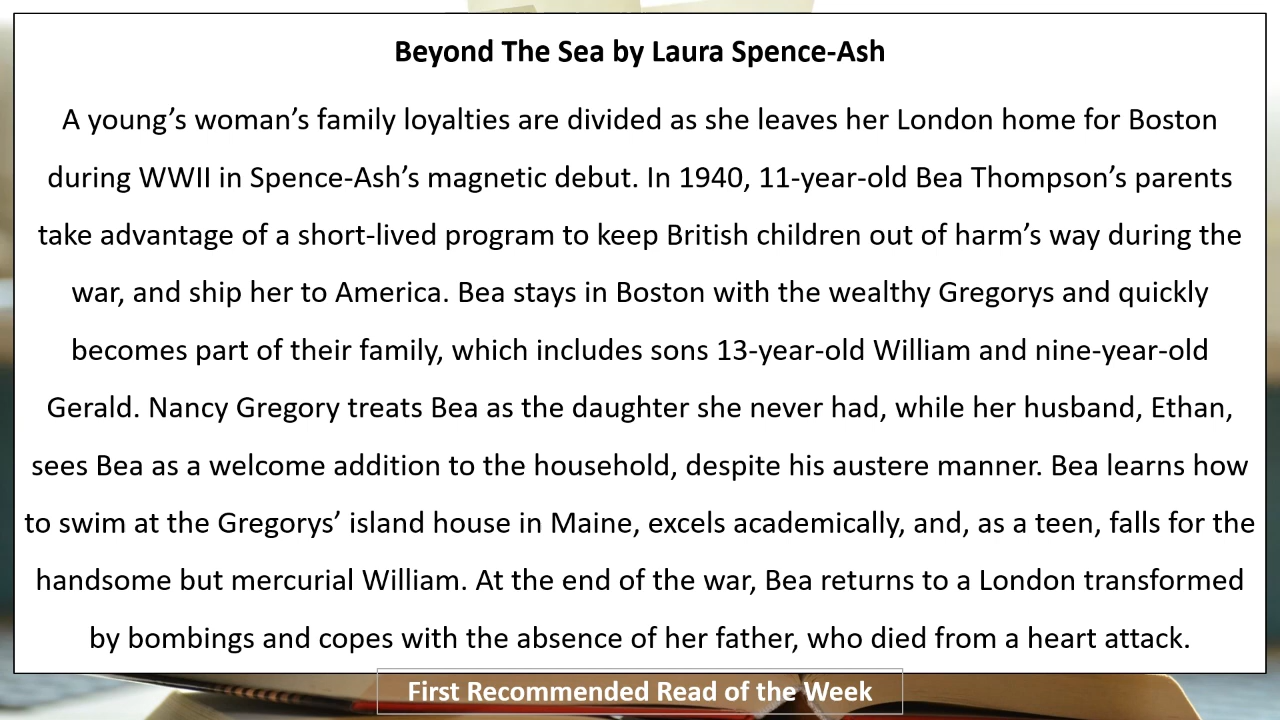 Beyond The Sea by Laura Spence-Ash
A young’s woman’s family loyalties are divided as she leaves her London home for Boston
during WWII in Spence-Ash’s magnetic debut. In 1940, 11-year-old Bea Thompson’s parents
take advantage of a short-lived program to keep British children out of harm’s way during the
war, and ship her to America. Bea stays in Boston with the wealthy Gregorys and quickly
becomes part of their family, which includes sons 13-year-old William and nine-year-old
Gerald. Nancy Gregory treats Bea as the daughter she never had, while her husband, Ethan,
sees Bea as a welcome addition to the household, despite his austere manner. Bea learns how
to swim at the Gregorys’ island house in Maine, excels academically, and, as a teen, falls for the
handsome but mercurial William. At the end of the war, Bea returns to a London transformed
by bombings and copes with the absence of her father, who died from a heart attack.
First Recommended Read of the Week